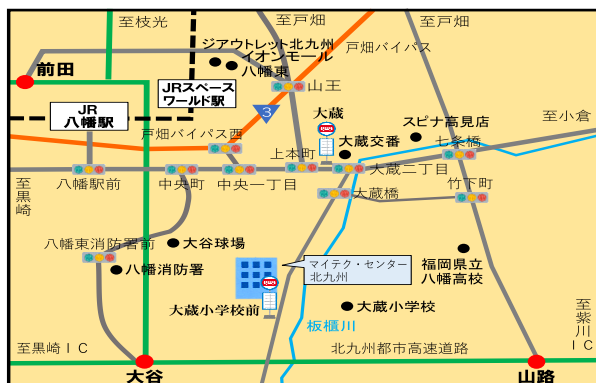 至枝光
至戸畑
至戸畑
ジアウトレット北九州
イオンモール
八幡東
戸畑バイパス
前田
JRスペース
ワールド駅
山王
3
大蔵
スピナ高見店
至小倉
JR
八幡駅
戸畑バイパス西
大蔵交番
七条橋
上本町
至黒崎
八幡駅前
中央町
中央一丁目
大蔵二丁目
大蔵橋
竹下町
八幡東消防署前
大谷球場
八幡消防署
マイテク・センター
北九州
福岡県立
八幡高校
大蔵小学校前
大蔵小学校
板櫃川
至紫川IC
至黒崎IC
北九州都市高速道路
大谷
山路